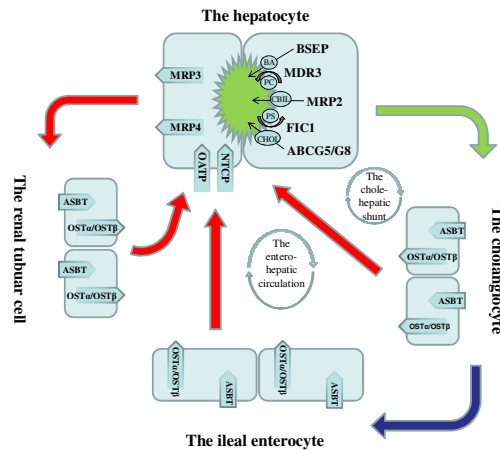 The hepatocyte
BSEP
BA
MRP3
MDR3
PC
CBIL
MRP2
PS
MRP4
FIC1
CHOL
ABCG5/G8
OATP
NTCP
The renal tubuar cell
ASBT
OSTα/OSTβ
ASBT
OSTα/OSTβ
The
chole-
hepatic
shunt
The
entero-
hepatic
circulation
The cholangiocyte
ASBT
OSTα/OSTβ
ASBT
OSTα/OSTβ
OSTα/OSTβ
ASBT
OSTα/OSTβ
ASBT
The ileal enterocyte